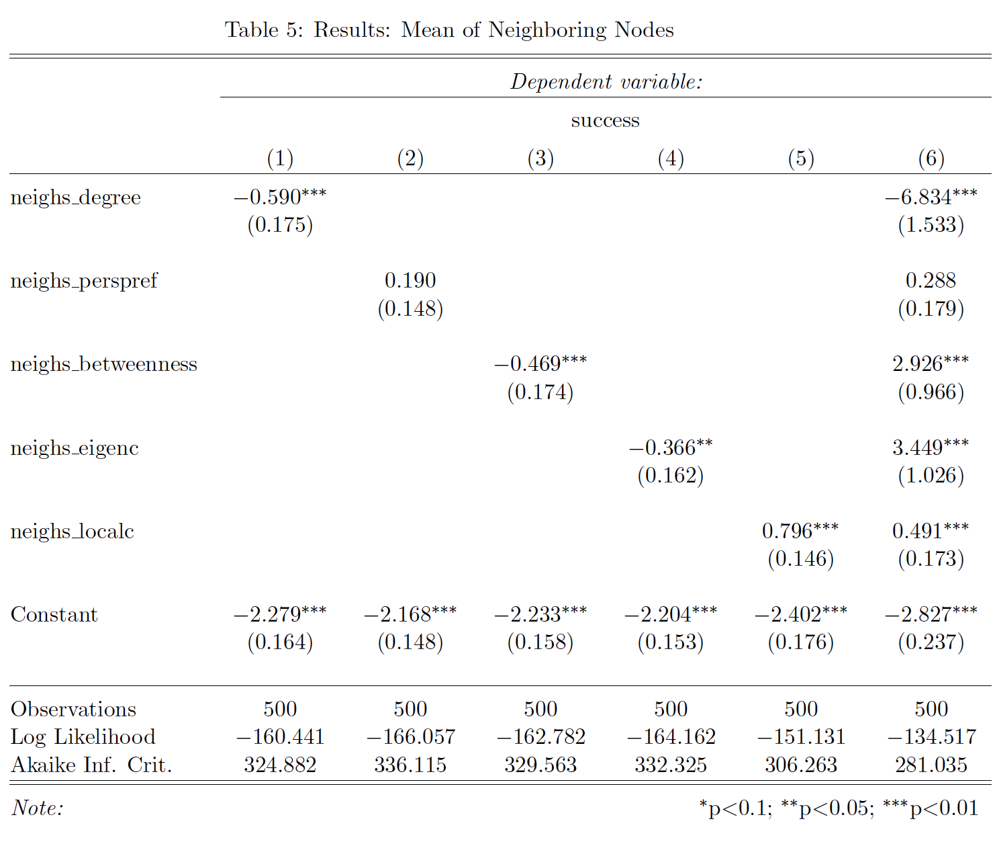 Table 5: Results: Mean of Neighboring Nodes
Dependent variable:
success
(1) (2) (3) (4) (5) (6)
neighs_degree −0.590*** −6.834***
(0.175) (1.533)
neighs_perspref 0.190 0.288
(0.148) (0.179)
neighs_betweenness −0.469*** 2.926***
(0.174) (0.966)
neighs_eigenc −0.366** 3.449***
(0.162) (1.026)
neighs_localc 0.796*** 0.491***
(0.146) (0.173)
Constant −2.279*** −2.168*** −2.233*** −2.204*** −2.402*** −2.827***
(0.164) (0.148) (0.158) (0.153) (0.176) (0.237)
Observations 500 500 500 500 500 500
Log Likelihood −160.441 −166.057 −162.782 −164.162 −151.131 −134.517
Akaike Inf. Crit. 324.882 336.115 329.563 332.325 306.263 281.035
Note: *p<0.1; **p<0.05; ***p<0.01